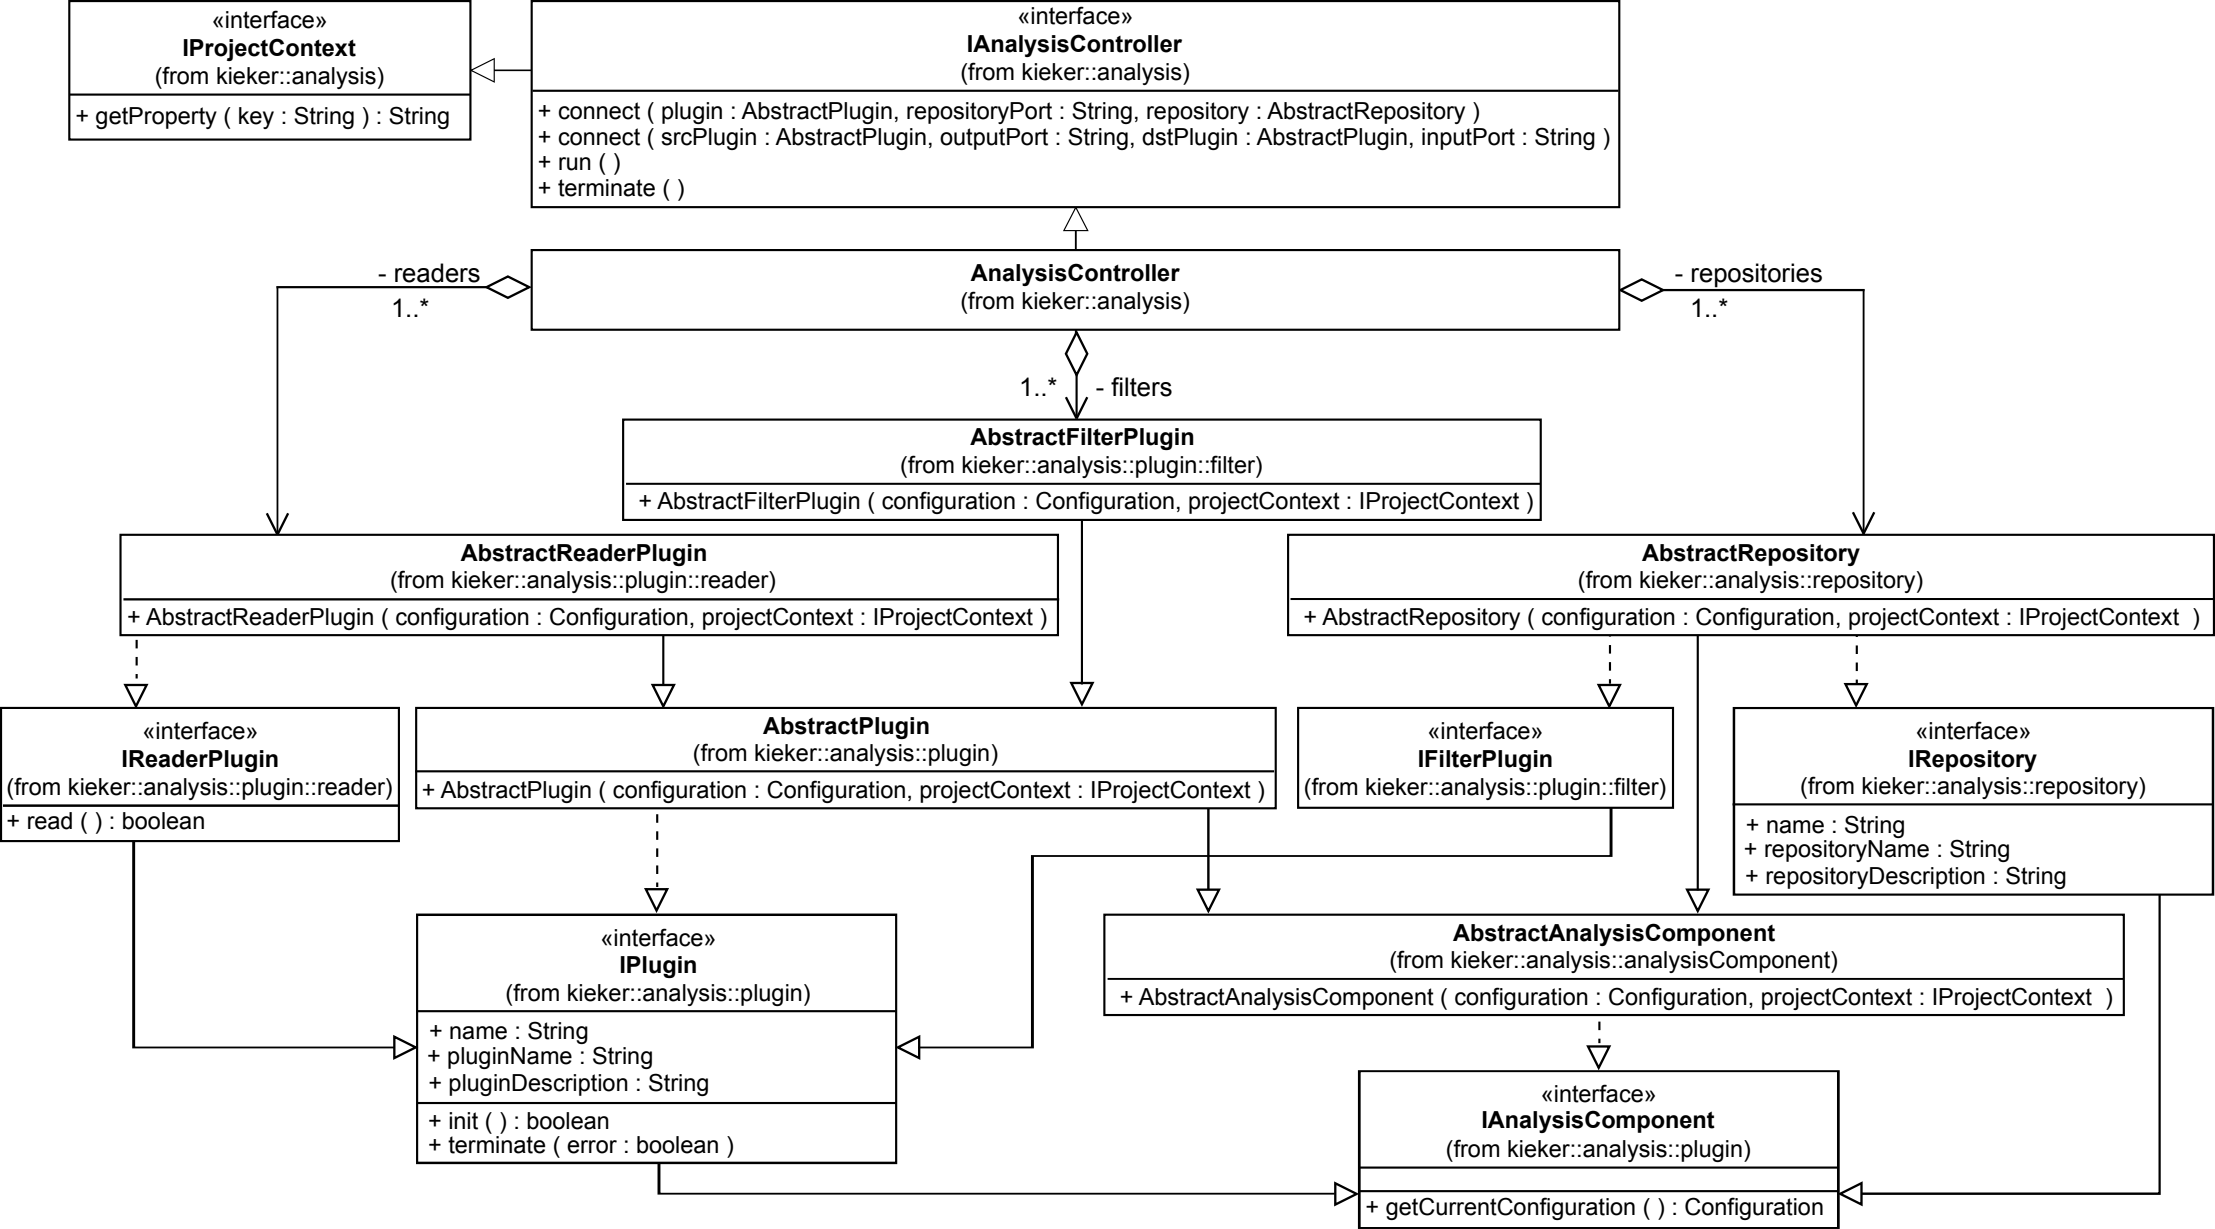 «interface»
IProjectContext
(from kieker::analysis)
+ getProperty ( key : String ) : String
«interface»
IAnalysisController
(from kieker::analysis)
+ connect ( plugin : AbstractPlugin, repositoryPort : String, repository : AbstractRepository )
+ connect ( srcPlugin : AbstractPlugin, outputPort : String, dstPlugin : AbstractPlugin, inputPort : String )
+ run ( )
+ terminate ( )
- readers
1..*
AnalysisController
(from kieker::analysis)
- repositories
1..*
1..*
- filters
AbstractFilterPlugin
(from kieker::analysis::plugin::filter)
+ AbstractFilterPlugin ( configuration : Configuration, projectContext : IProjectContext )
AbstractReaderPlugin
(from kieker::analysis::plugin::reader)
+ AbstractReaderPlugin ( configuration : Configuration, projectContext : IProjectContext )
AbstractRepository
(from kieker::analysis::repository)
+ AbstractRepository ( configuration : Configuration, projectContext : IProjectContext )
«interface»
IReaderPlugin
(from kieker::analysis::plugin::reader)
+ read ( ) : boolean
AbstractPlugin
(from kieker::analysis::plugin)
+ AbstractPlugin ( configuration : Configuration, projectContext : IProjectContext )
«interface»
IFilterPlugin
(from kieker::analysis::plugin::filter)
«interface»
IRepository
(from kieker::analysis::repository)
+ name : String
+ repositoryName : String
+ repositoryDescription : String
«interface»
IPlugin
(from kieker::analysis::plugin)
+ name : String
+ pluginName : String
+ pluginDescription : String
+ init ( ) : boolean
+ terminate ( error : boolean )
AbstractAnalysisComponent
(from kieker::analysis::analysisComponent)
+ AbstractAnalysisComponent ( configuration : Configuration, projectContext : IProjectContext )
«interface»
IAnalysisComponent
(from kieker::analysis::plugin)
+ getCurrentConfiguration ( ) : Configuration